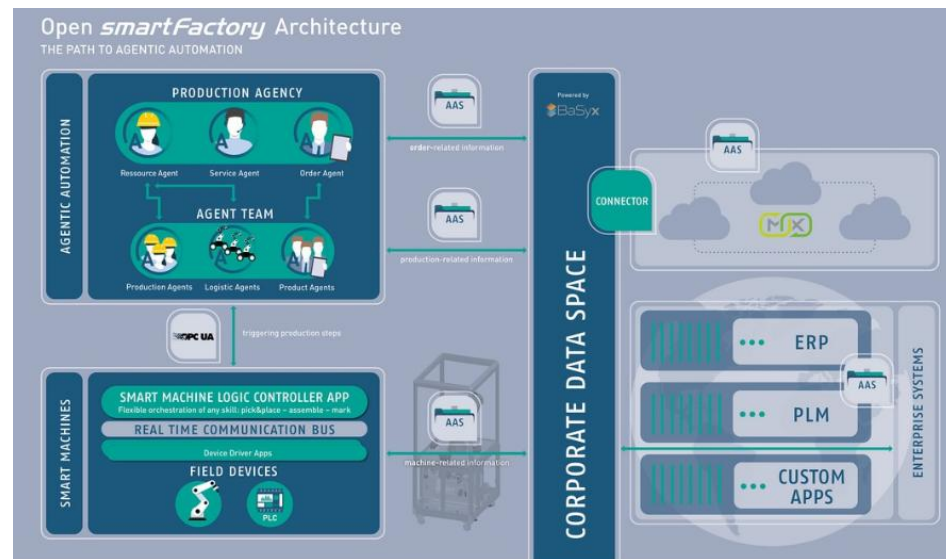 Open smartFactory Architecture
THE PATH TO AGENTIC AUTOMATION
AGENTIC AUTOMATION
PRODUCTION AGENCY
Ressource Agent
Service Agent
Order Agent
AGENT TEAM
Production Agents
Logistic Agents
Product Agents
AAS
order-related information
AAS
production-related information
OPC UA
triggering production steps
SMART MACHINES
SMART MACHINE LOGIC CONTROLLER APP
Flexible orchestration of any skill: pick&place – assemble – mark
REAL TIME COMMUNICATION BUS
Device Driver Apps
FIELD DEVICES
PLC
AAS
machine-related information
Powered by
BaSyx
CORPORATE DATA SPACE
CONNECTOR
AAS
MX
ERP
AAS
PLM
CUSTOM
APPS
ENTERPRISE SYSTEMS